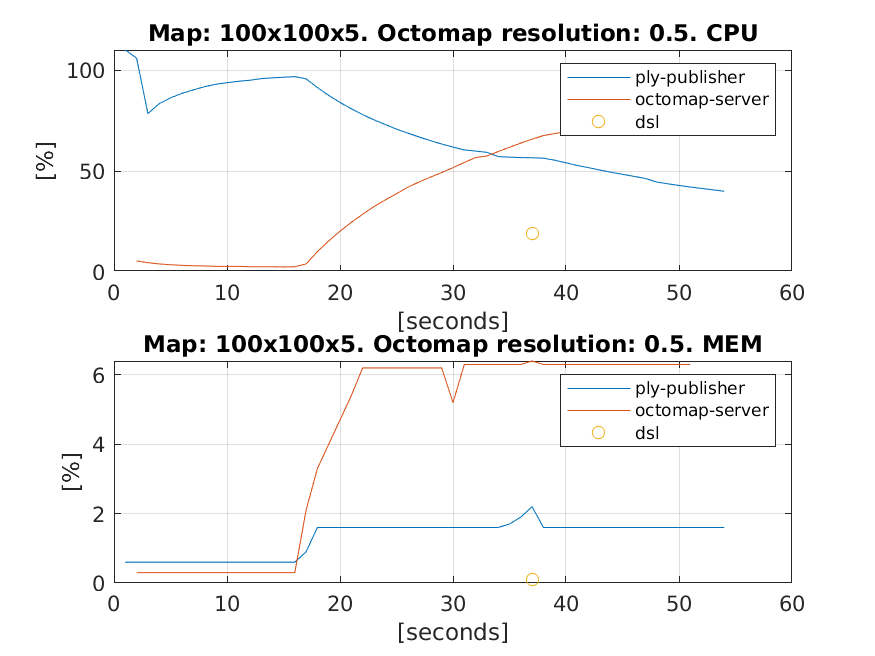 Map: 100x100x5. Octomap resolution: 0.5. CPU
100
50
0
[%]
ply-publisher
octomap-server
dsl
0 10 20 30 40 50 60
[seconds]
Map: 100x100x5. Octomap resolution: 0.5. MEM
6
4
2
0
[%]
ply-publisher
octomap-server
dsl
0 10 20 30 40 50 60
[seconds]